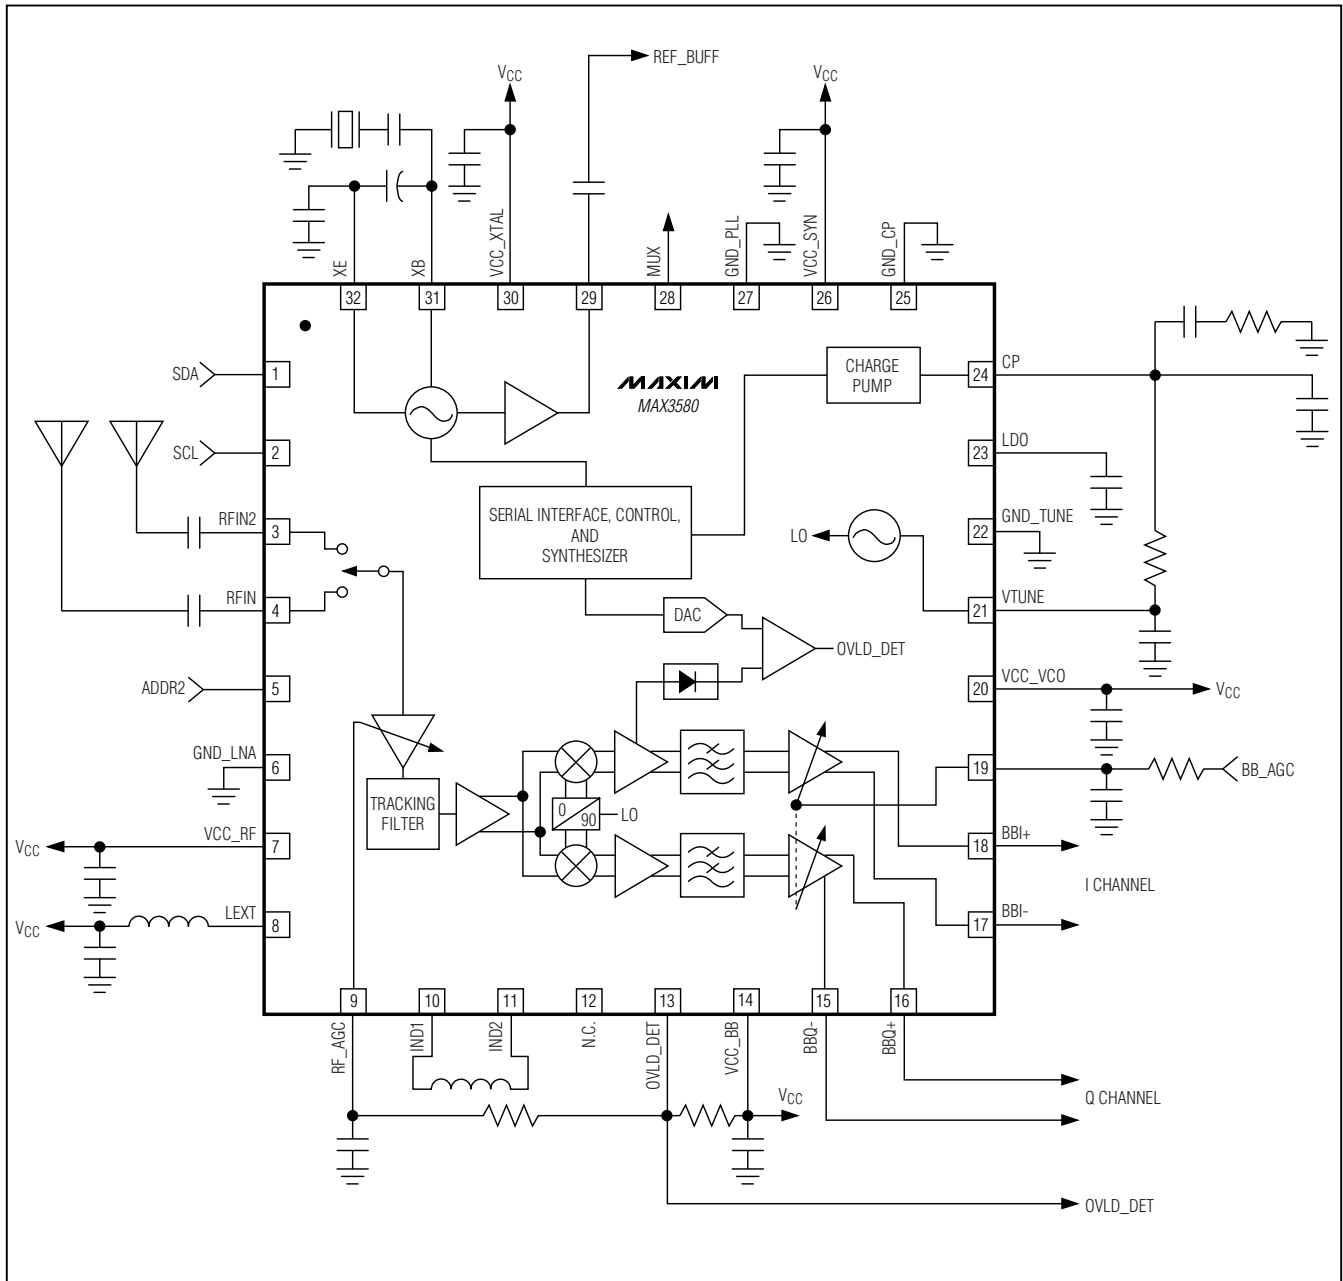 REF_BUFF
VCC
VCC
XE
XB
VCC_XTAL
MUX
GND_PLL
VCC_SYN
GND_CP
32
31
30
29
28
27
26
25
SDA
1
MAXIM
MAX3580
CHARGE
PUMP
24
CP
SCL
2
23
LDO
SERIAL INTERFACE, CONTROL,
AND
SYNTHESIZER
RFIN2
3
LO
22
GND_TUNE
RFIN
4
DAC
21
VTUNE
OVLD_DET
ADDR2
5
20
VCC_VCO
VCC
GND_LNA
6
19
BB_AGC
TRACKING
FILTER
0
90
LO
VCC
VCC_RF
7
18
BBI+
I CHANNEL
VCC
LEXT
8
17
BBI-
9
10
11
12
13
14
15
16
RF_AGC
IND1
IND2
N.C.
OVLD_DET
VCC_BB
BBQ-
BBQ+
VCC
Q CHANNEL
OVLD_DET